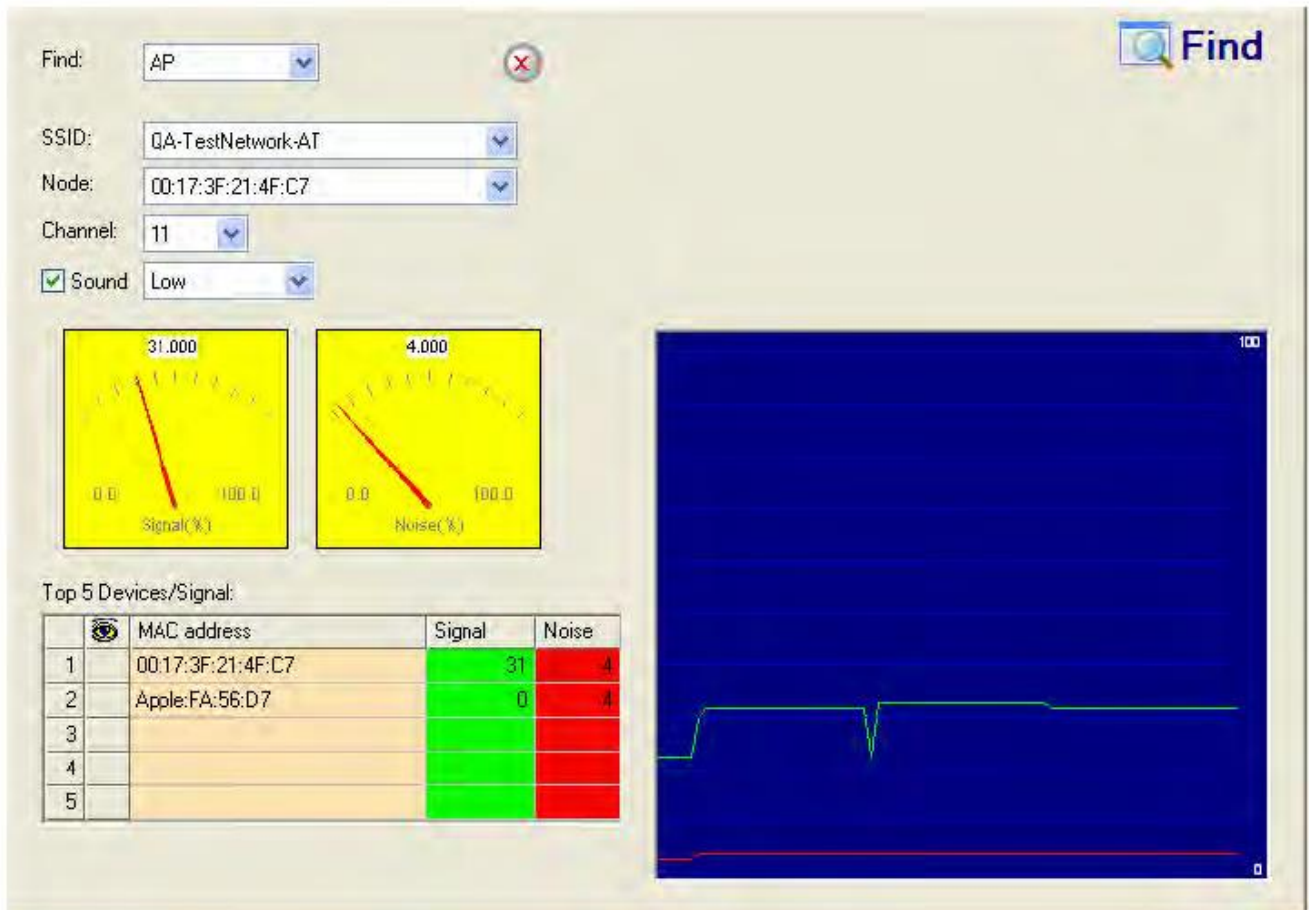 Find
Find: AP
SSID: QA-TestNetwork-AT
Node: 00:17:3F:21:4F:C7
Channel: 11
Sound Low
31.000
0.0 100.0
Signal(%)
4.000
0.0 100.0
Noise(%)
100
0
Top 5 Devices/Signal:
MAC address Signal Noise
1 00:17:3F:21:4F:C7 31 4
2 Apple:FA:56:D7 0 4
3
4
5